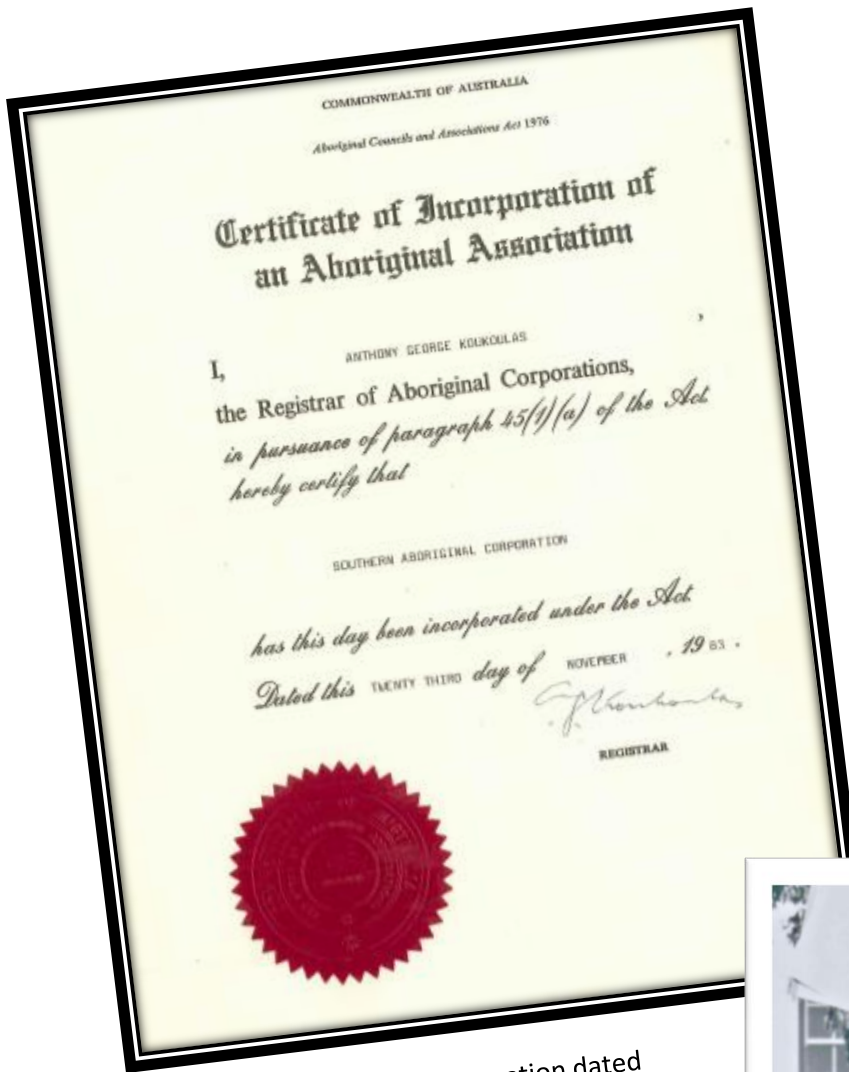 COMMONWEALTH OF AUSTRALIA
Aboriginal Councils and Associations Act 1976
Certificate of Incorporation of
an Aboriginal Association
I, ANTHONY GEORGE KOUKOULAS ,
the Registrar of Aboriginal Corporations,
in pursuance of paragraph 45(1)(a) of the Act
hereby certify that
SOUTHERN ABORIGINAL CORPORATION
has this day been incorporated under the Act.
Dated this TWENTY THIRD day of NOVEMBER , 19 83 .
REGISTRAR
dated